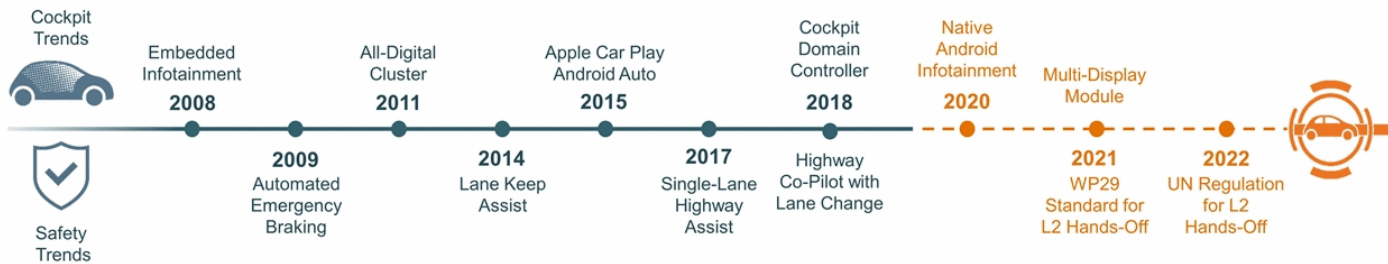 Cockpit
Trends
Embedded
Infotainment
2008
All-Digital
Cluster
2011
Apple Car Play
Android Auto
2015
Cockpit
Domain
Controller
2018
Native
Android
Infotainment
2020
Multi-Display
Module
Safety
Trends
2009
Automated
Emergency
Braking
2014
Lane Keep
Assist
2017
Single-Lane
Highway
Assist
Highway
Co-Pilot with
Lane Change
2021
WP29
Standard for
L2 Hands-Off
2022
UN Regulation
for L2
Hands-Off